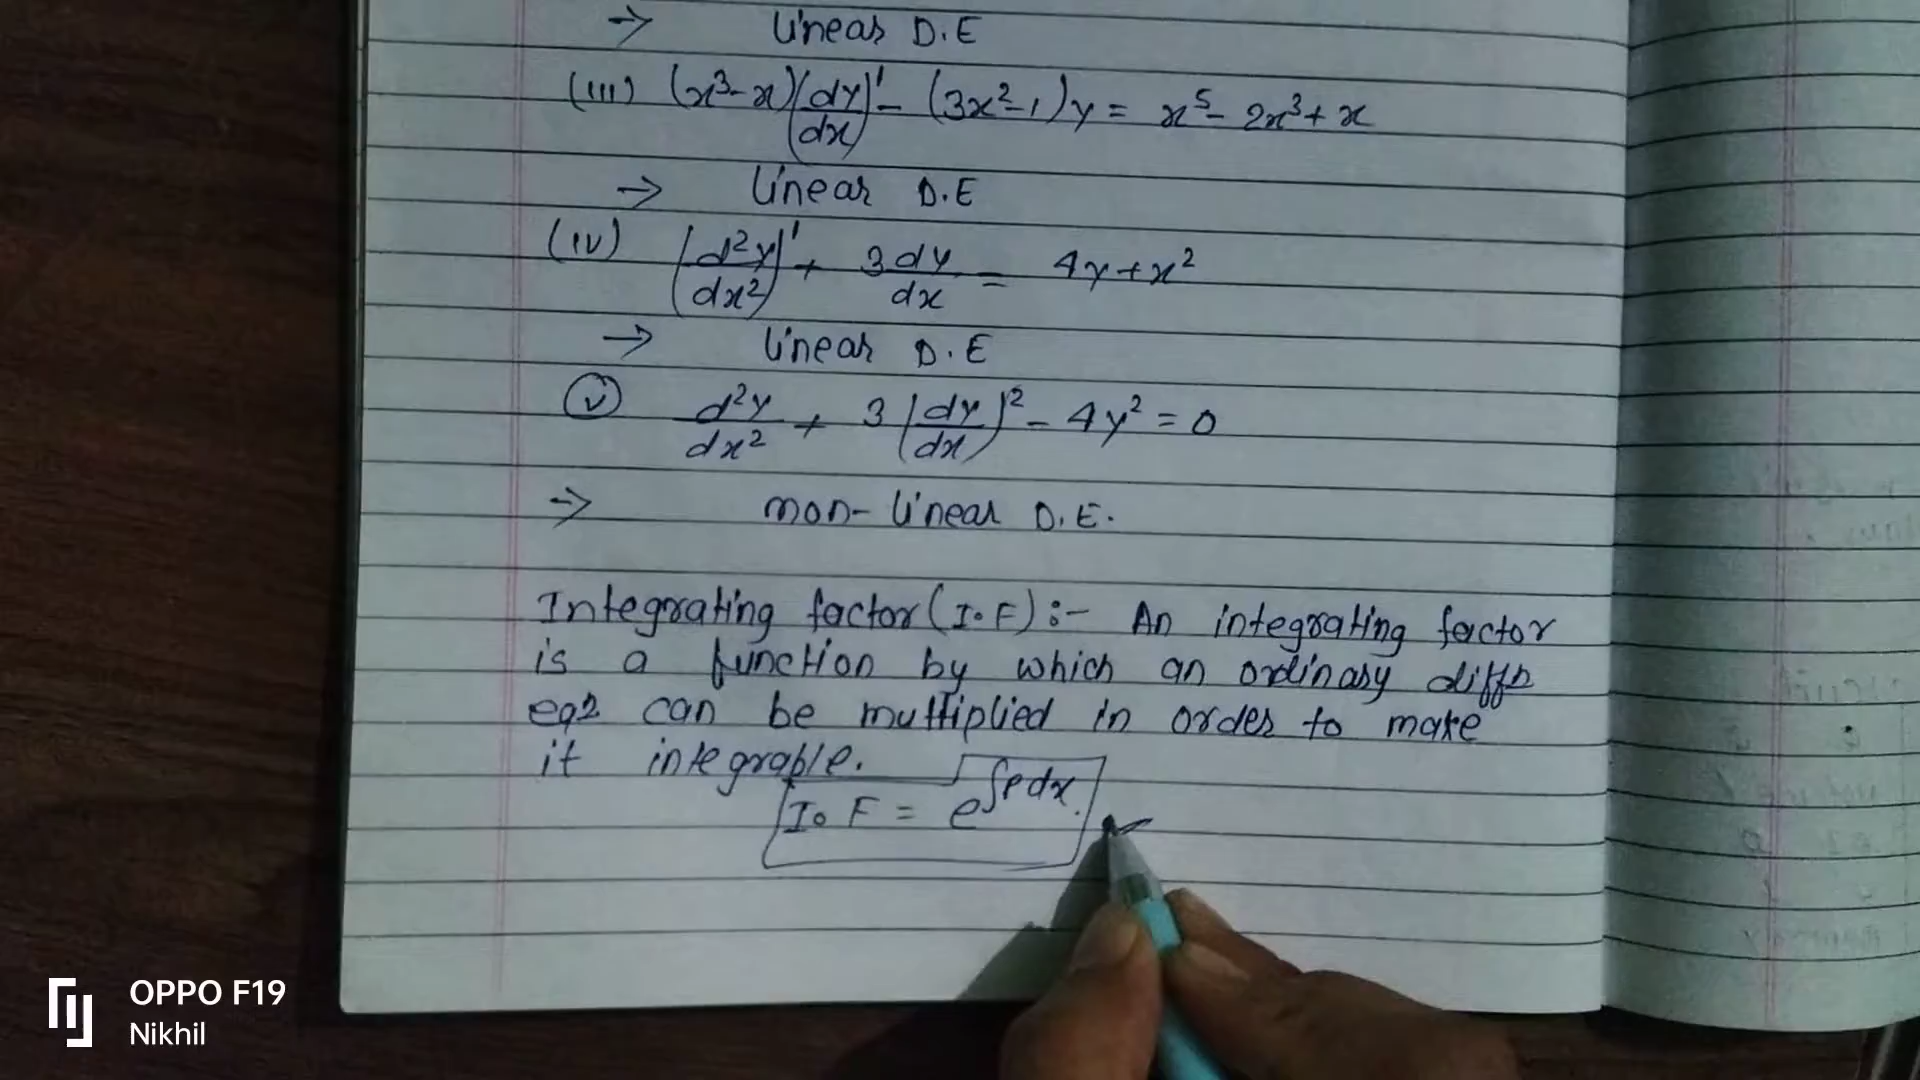 → linear D.E
(iii) (x³-x)(dy/dx)¹ - (3x²-1)y = x⁵ - 2x³ + x
→ linear D.E
(iv) (d²y/dx²)¹ + 3dy/dx = 4y + x²
→ linear D.E
(v) d²y/dx² + 3(dy/dx)² - 4y² = 0
→ non-linear D.E.
Integrating factor (I.F) :- An integrating factor
is a function by which an ordinary diffn
eqn can be multiplied in order to make
it integrable.
I.F = e^∫pdx.
OPPO F19
Nikhil